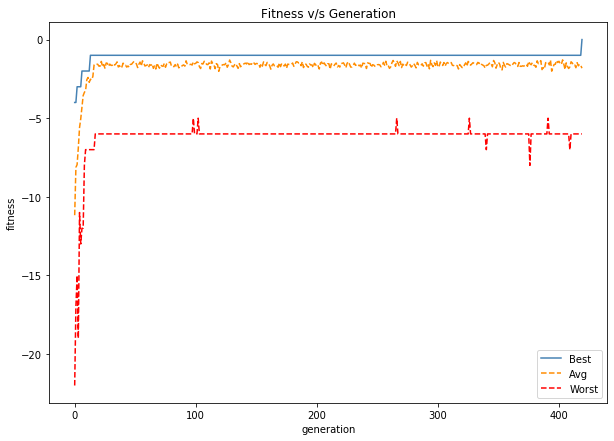 Fitness v/s Generation
0
−5
−10
−15
−20
fitness
0
100
200
300
400
generation
Best
Avg
Worst